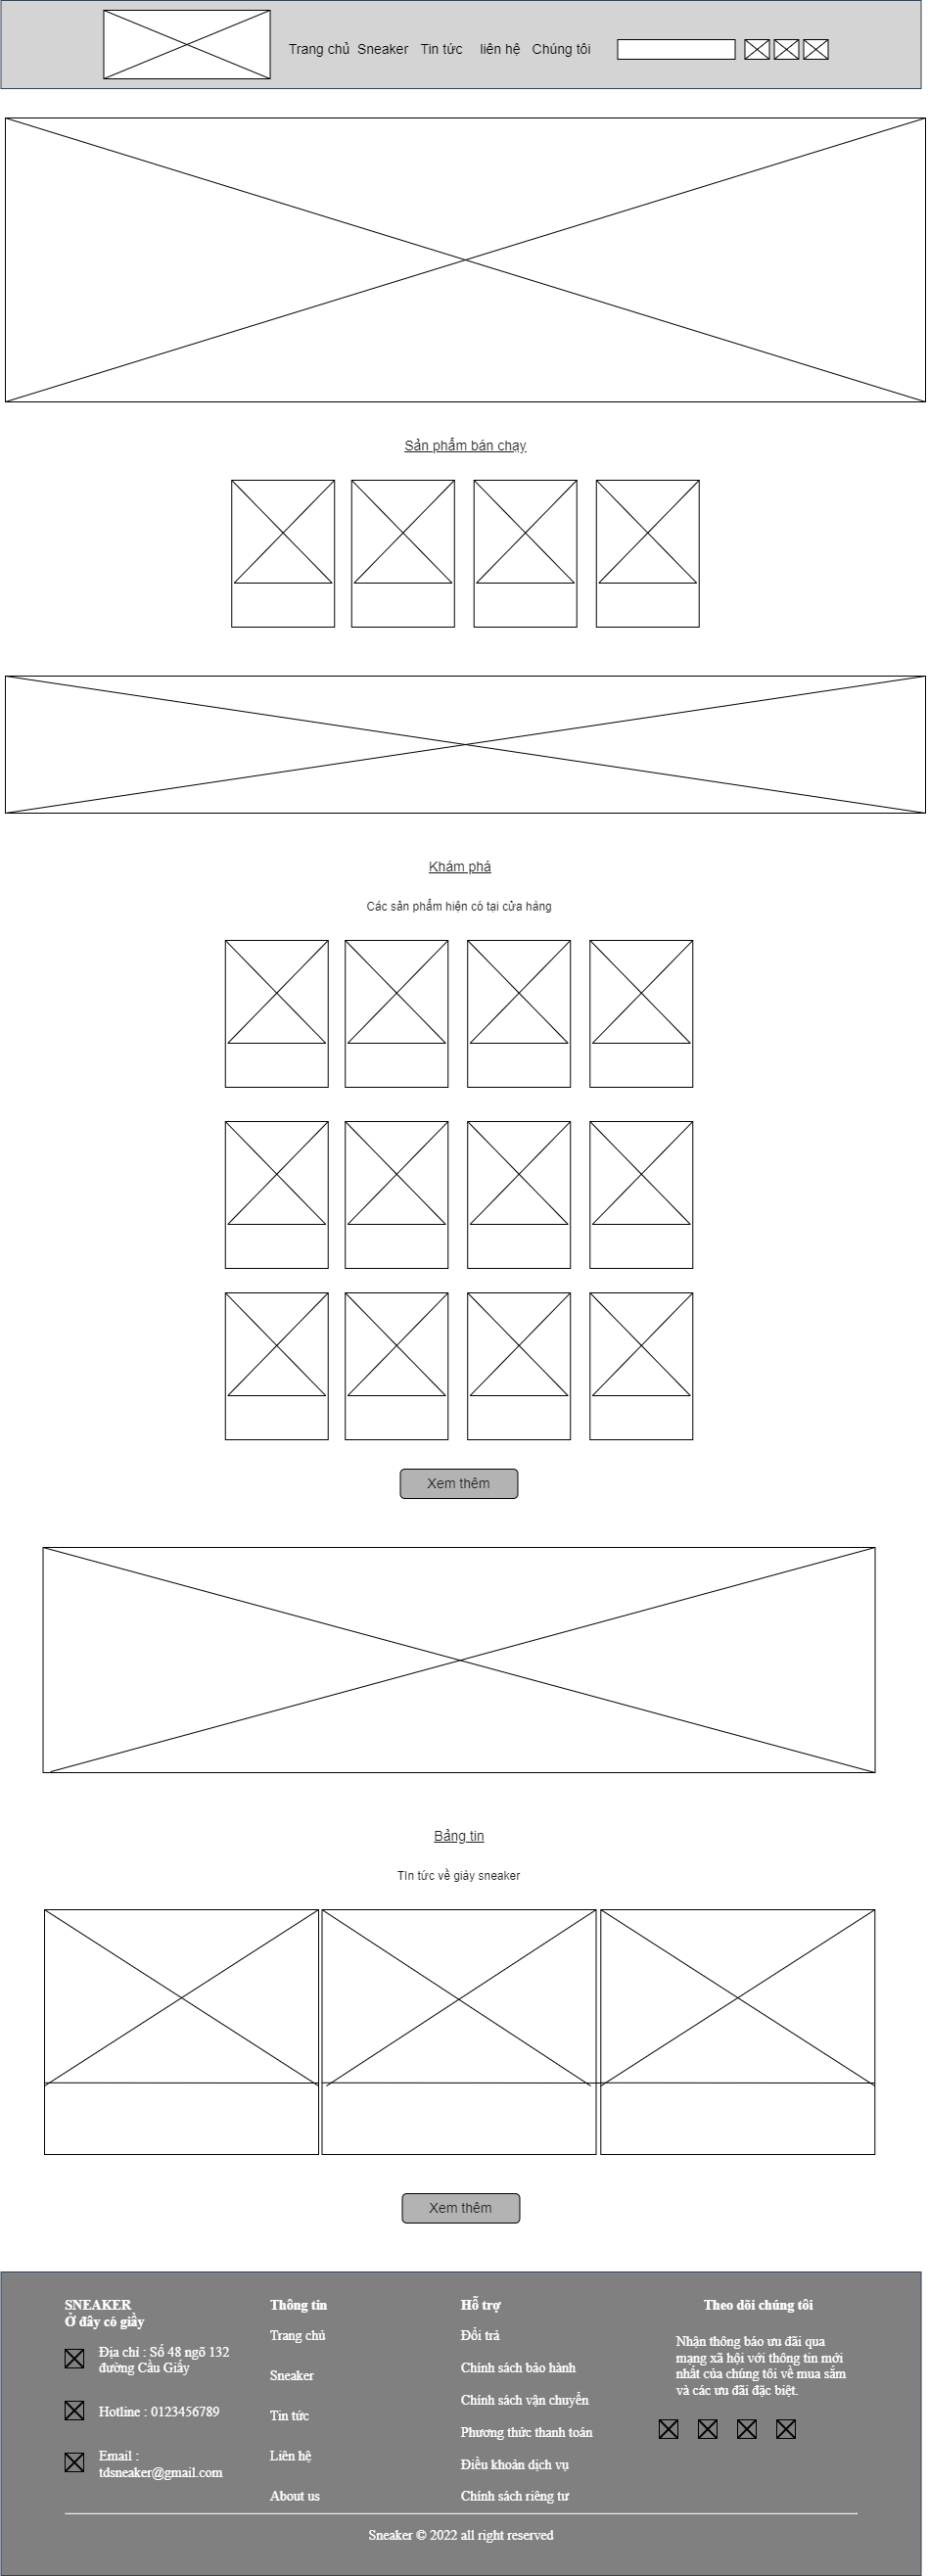 Trang chủ Sneaker Tin tức liên hệ Chúng tôi
Sản phẩm bán chạy
Khám phá
Các sản phẩm hiện có tại cửa hàng
Xem thêm
Bảng tin
TIn tức về giày sneaker
Xem thêm
SNEAKER
Ở đây có giầy
Địa chỉ : Số 48 ngõ 132
đường Cầu Giấy
Hotline : 0123456789
Email :
tdsneaker@gmail.com
Thông tin
Trang chủ
Sneaker
Tin tức
Liên hệ
About us
Hỗ trợ
Đổi trả
Chính sách bảo hành
Chính sách vận chuyển
Phương thức thanh toán
Điều khoản dịch vụ
Chính sách riêng tư
Theo dõi chúng tôi
Nhận thông báo ưu đãi qua
mạng xã hội với thông tin mới
nhất của chúng tôi về mua sắm
và các ưu đãi đặc biệt.
Sneaker © 2022 all right reserved